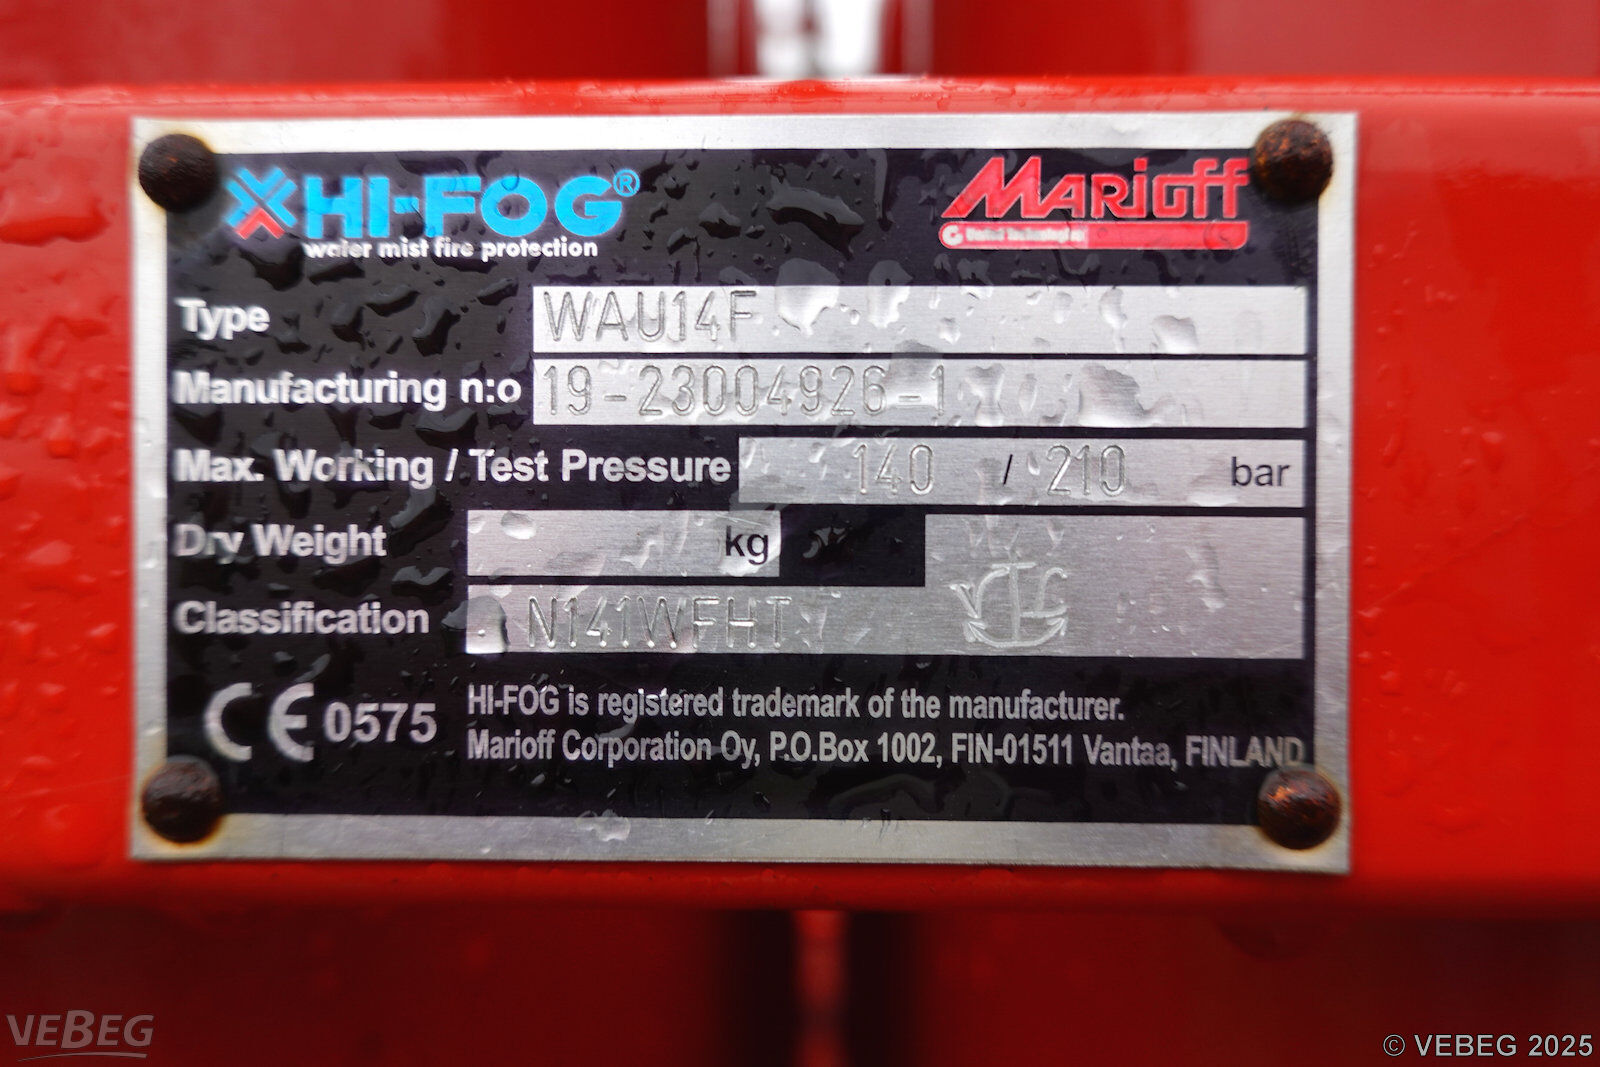 HI-FOG®
water mist fire protection
MARIOFF
Type WAU14F
Manufacturing n:o 19-23004926-1
Max. Working / Test Pressure 140 / 210 bar
Dry Weight kg
Classification N141WFHT
CE 0575
HI-FOG is registered trademark of the manufacturer.
Marioff Corporation Oy, P.O.Box 1002, FIN-01511 Vantaa, FINLAND
VEBEG
© VEBEG 2025